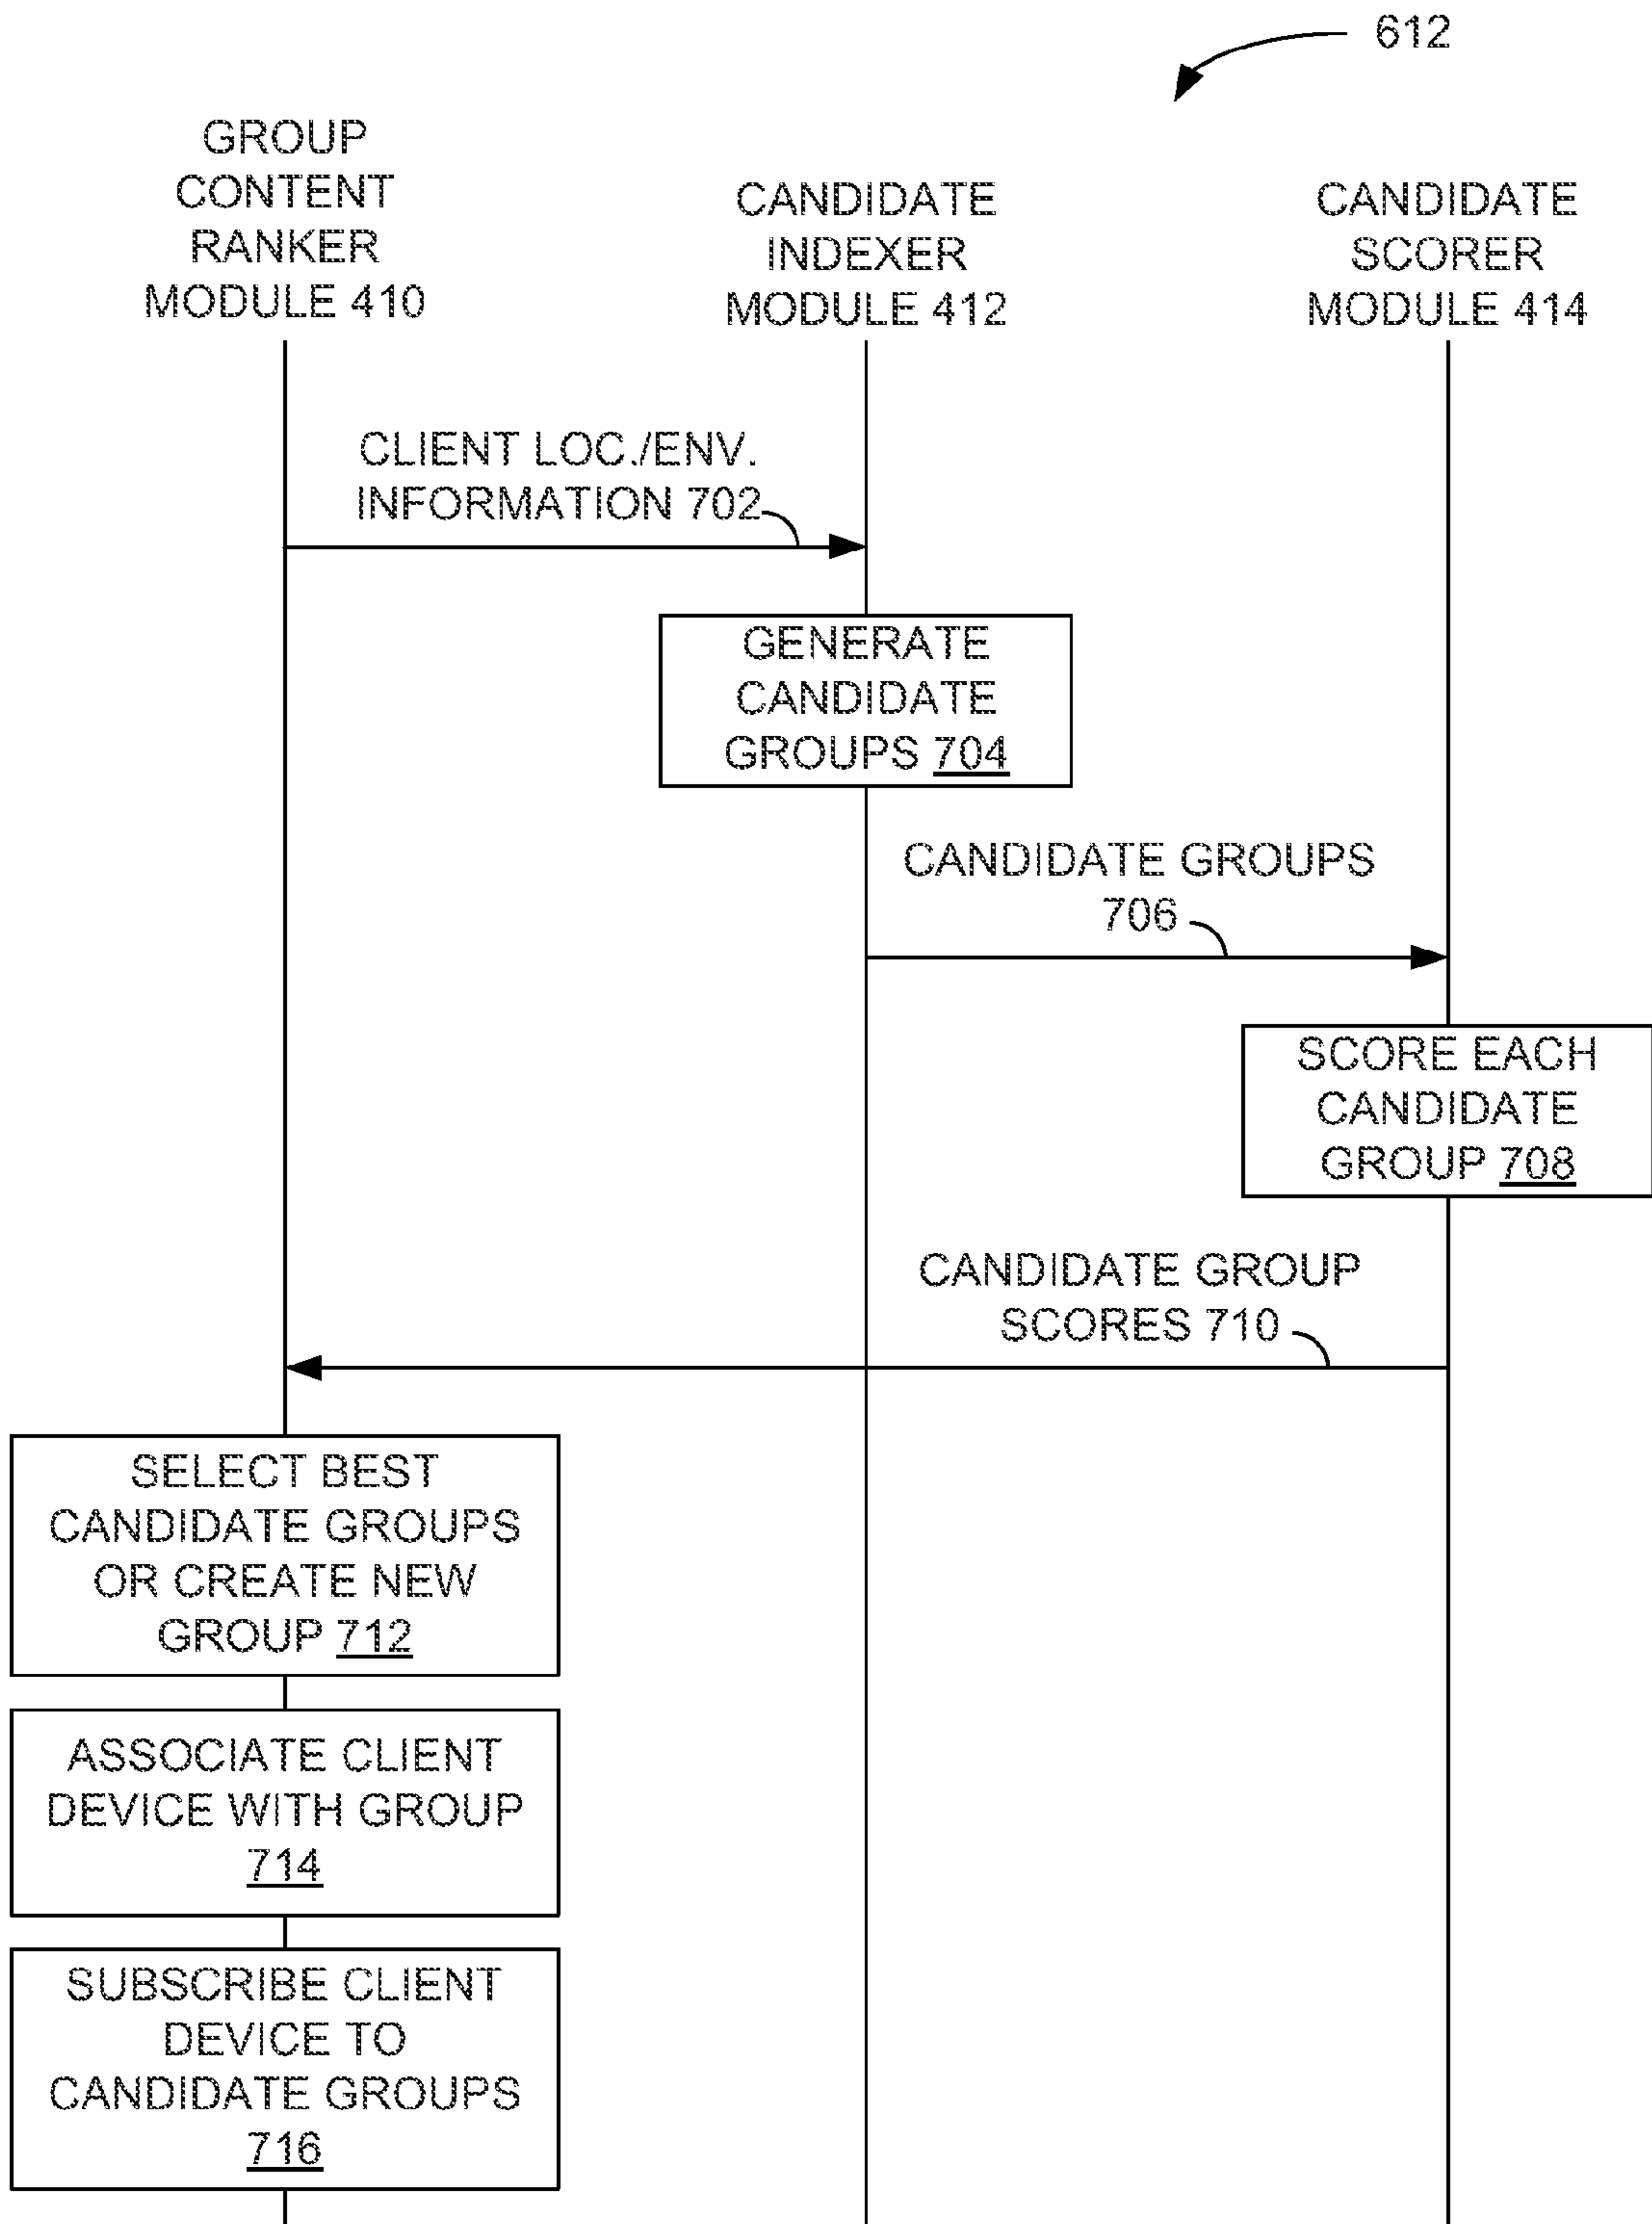 612
GROUP
CONTENT
RANKER
MODULE 410
CANDIDATE
INDEXER
MODULE 412
CANDIDATE
SCORER
MODULE 414
CLIENT LOC./ENV.
INFORMATION 702
GENERATE
CANDIDATE
GROUPS 704
CANDIDATE GROUPS
706
SCORE EACH
CANDIDATE
GROUP 708
CANDIDATE GROUP
SCORES 710
SELECT BEST
CANDIDATE GROUPS
OR CREATE NEW
GROUP 712
ASSOCIATE CLIENT
DEVICE WITH GROUP
714
SUBSCRIBE CLIENT
DEVICE TO
CANDIDATE GROUPS
716